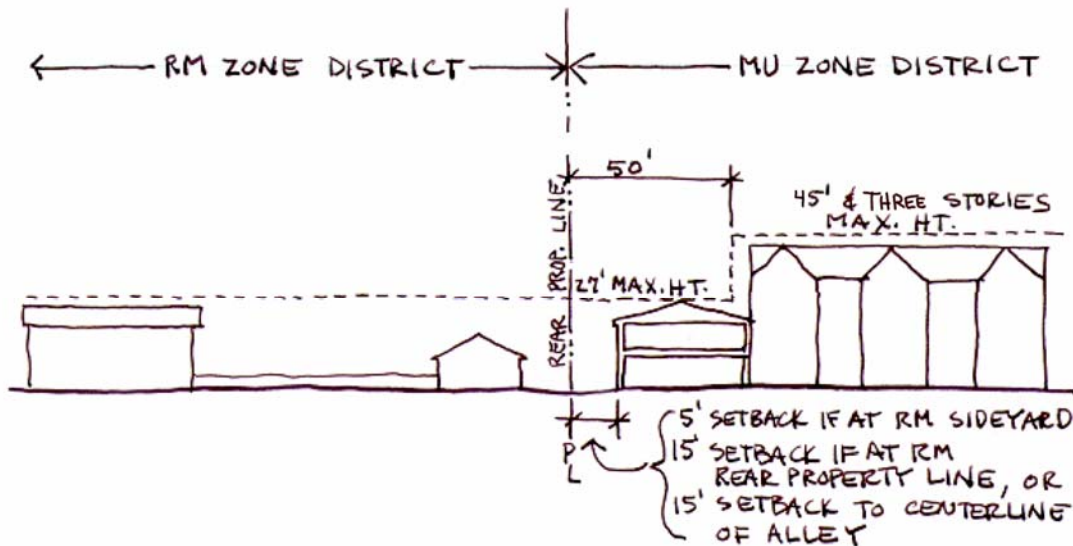 RM ZONE DISTRICT
MU ZONE DISTRICT
50'
45' & THREE STORIES
MAX. HT.
REAR PROP. LINE
27' MAX. HT.
PL
5' SETBACK IF AT RM SIDEYARD
15' SETBACK IF AT RM
REAR PROPERTY LINE, OR
15' SETBACK TO CENTERLINE
OF ALLEY